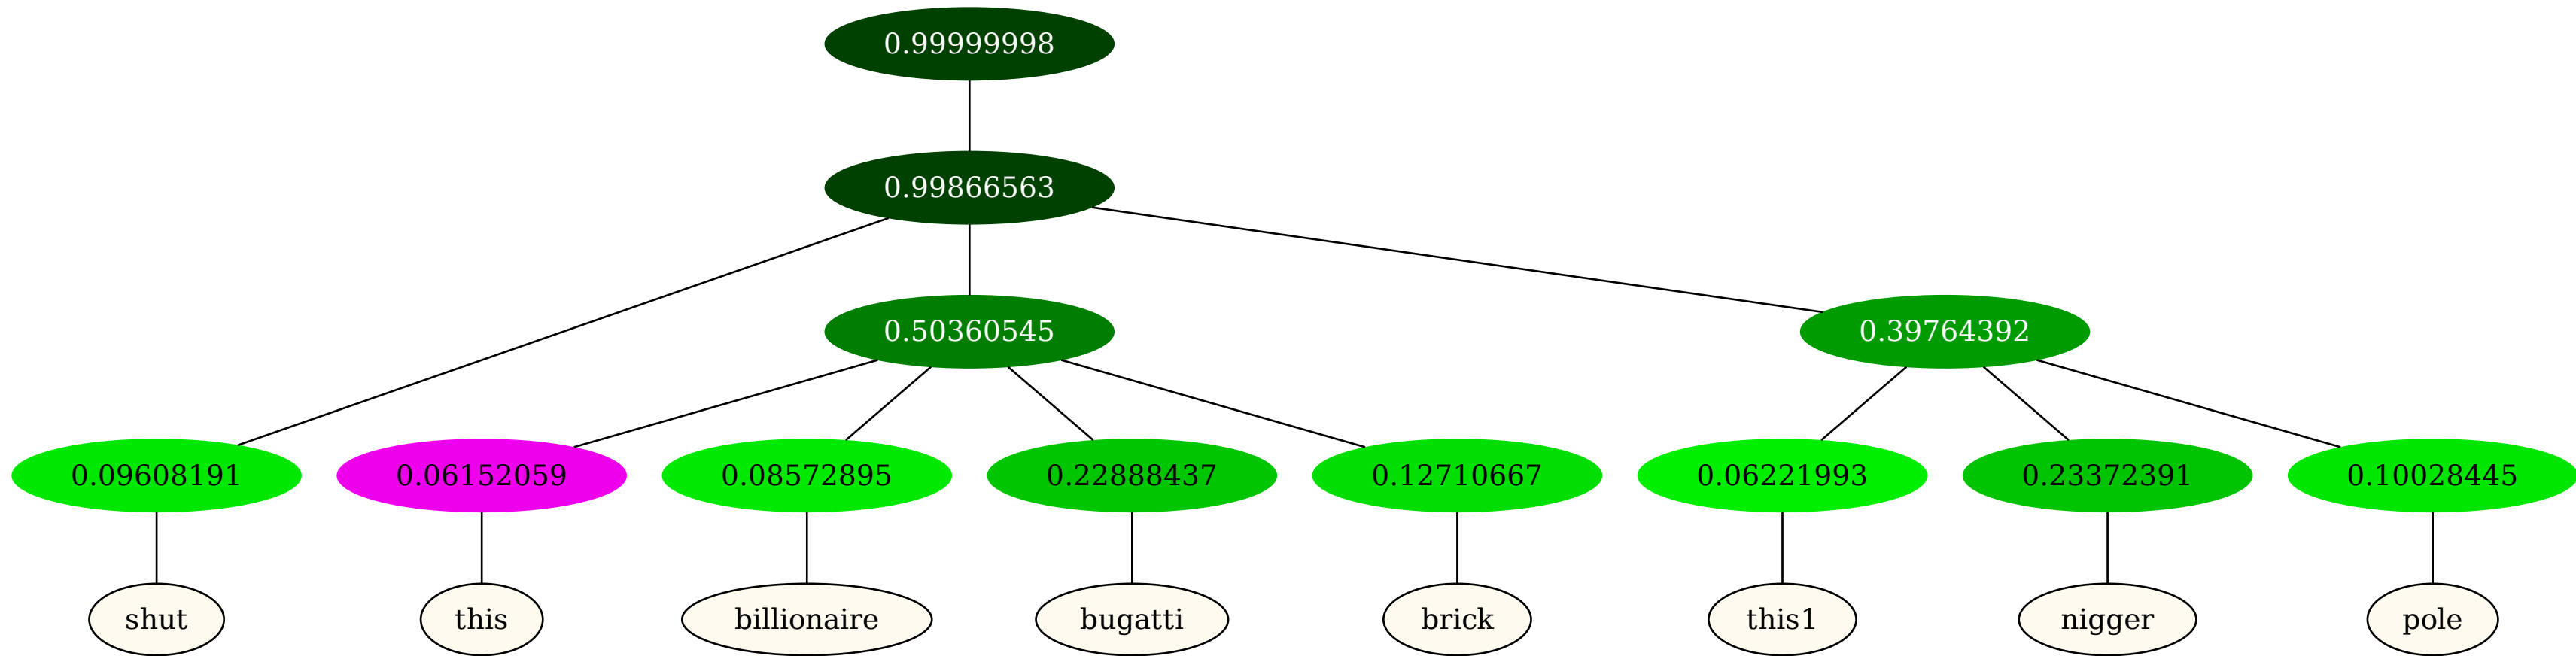 0.99999998
0.99866563
0.50360545 0.39764392
0.09608191 0.06152059 0.08572895 0.22888437 0.12710667 0.06221993 0.23372391 0.10028445
shut this billionaire bugatti brick this1 nigger pole